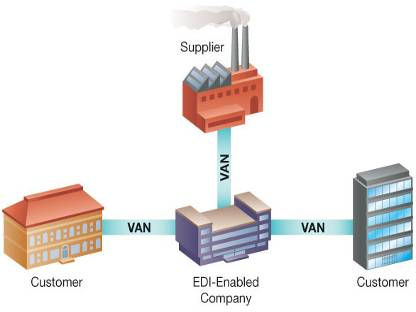 Supplier
VAN
VAN
VAN
Customer
EDI-Enabled
Company
Customer